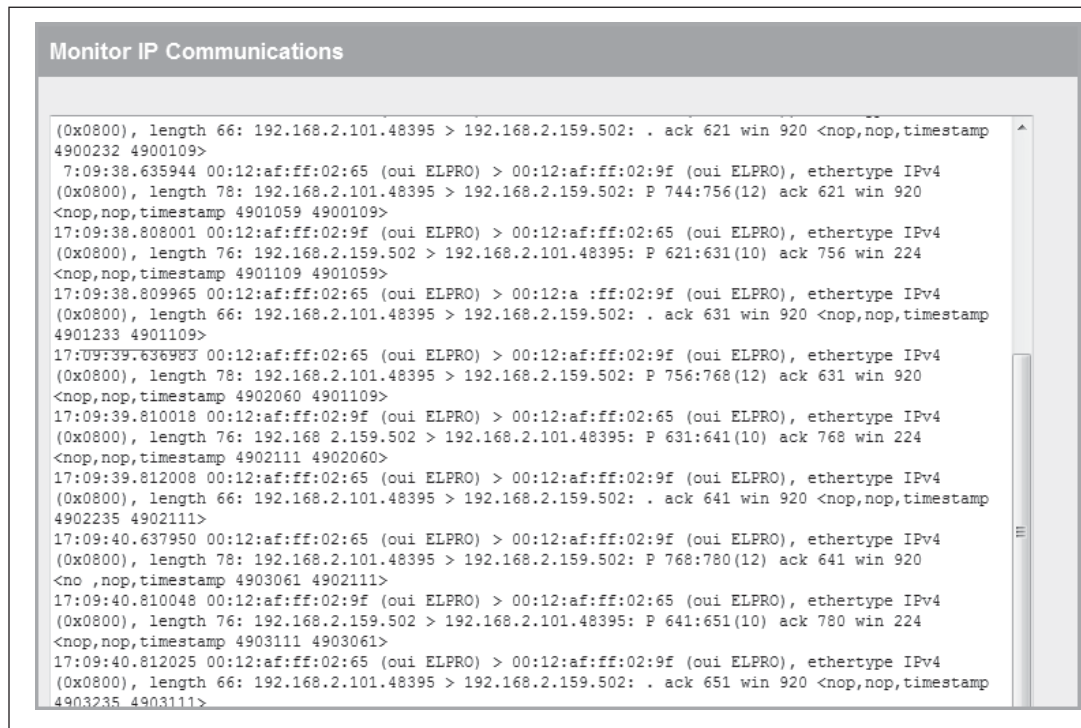 Monitor IP Communications
(0x0800), length 66: 192.168.2.101.48395 > 192.168.2.159.502: . ack 621 win 920 <nop,nop,timestamp
4900232 4900109>
7:09:38.635944 00:12:af:ff:02:65 (oui ELPRO) > 00:12:af:ff:02:9f (oui ELPRO), ethertype IPv4
(0x0800), length 78: 192.168.2.101.48395 > 192.168.2.159.502: P 744:756(12) ack 621 win 920
<nop,nop,timestamp 4901059 4900109>
17:09:38.808001 00:12:af:ff:02:9f (oui ELPRO) > 00:12:af:ff:02:65 (oui ELPRO), ethertype IPv4
(0x0800), length 76: 192.168.2.159.502 > 192.168.2.101.48395: P 621:631(10) ack 756 win 224
<nop,nop,timestamp 4901109 4901059>
17:09:38.809965 00:12:af:ff:02:65 (oui ELPRO) > 00:12:a :ff:02:9f (oui ELPRO), ethertype IPv4
(0x0800), length 66: 192.168.2.101.48395 > 192.168.2.159.502: . ack 631 win 920 <nop,nop,timestamp
4901233 4901109>
17:09:39.636983 00:12:af:ff:02:65 (oui ELPRO) > 00:12:af:ff:02:9f (oui ELPRO), ethertype IPv4
(0x0800), length 78: 192.168.2.101.48395 > 192.168.2.159.502: P 756:768(12) ack 631 win 920
<nop,nop,timestamp 4902060 4901109>
17:09:39.810018 00:12:af:ff:02:9f (oui ELPRO) > 00:12:af:ff:02:65 (oui ELPRO), ethertype IPv4
(0x0800), length 76: 192.168 2.159.502 > 192.168.2.101.48395: P 631:641(10) ack 768 win 224
<nop,nop,timestamp 4902111 4902060>
17:09:39.812008 00:12:af:ff:02:65 (oui ELPRO) > 00:12:af:ff:02:9f (oui ELPRO), ethertype IPv4
(0x0800), length 66: 192.168.2.101.48395 > 192.168.2.159.502: . ack 641 win 920 <nop,nop,timestamp
4902235 4902111>
17:09:40.637950 00:12:af:ff:02:65 (oui ELPRO) > 00:12:af:ff:02:9f (oui ELPRO), ethertype IPv4
(0x0800), length 78: 192.168.2.101.48395 > 192.168.2.159.502: P 768:780(12) ack 641 win 920
<no ,nop,timestamp 4903061 4902111>
17:09:40.810048 00:12:af:ff:02:9f (oui ELPRO) > 00:12:af:ff:02:65 (oui ELPRO), ethertype IPv4
(0x0800), length 76: 192.168.2.159.502 > 192.168.2.101.48395: P 641:651(10) ack 780 win 224
<nop,nop,timestamp 4903111 4903061>
17:09:40.812025 00:12:af:ff:02:65 (oui ELPRO) > 00:12:af:ff:02:9f (oui ELPRO), ethertype IPv4
(0x0800), length 66: 192.168.2.101.48395 > 192.168.2.159.502: . ack 651 win 920 <nop,nop,timestamp
4903235 4903111>